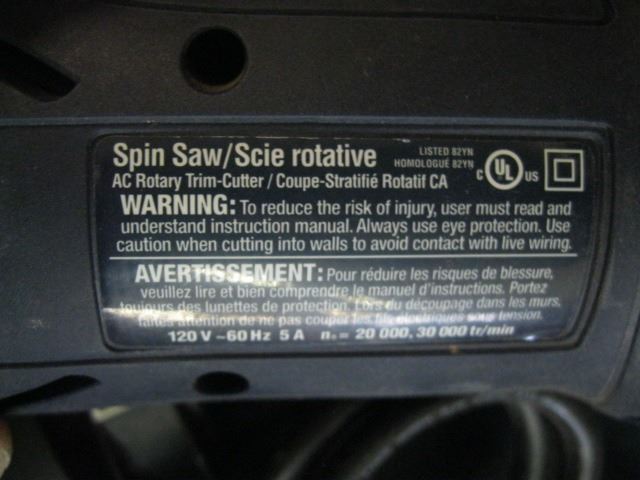 Spin Saw/Scie rotative
LISTED 82YN
HOMOLOGUÉ 82YN
C UL US
AC Rotary Trim-Cutter / Coupe-Stratifié Rotatif CA
WARNING: To reduce the risk of injury, user must read and
understand instruction manual. Always use eye protection. Use
caution when cutting into walls to avoid contact with live wiring.
AVERTISSEMENT: Pour réduire les risques de blessure,
veuillez lire et bien comprendre le manuel d'instructions. Portez
toujours des lunettes de protection. Lors du découpage dans les murs,
faites attention de ne pas couper les fils électriques sous tension.
120 V ~60 Hz 5 A n₀= 20 000, 30 000 tr/min